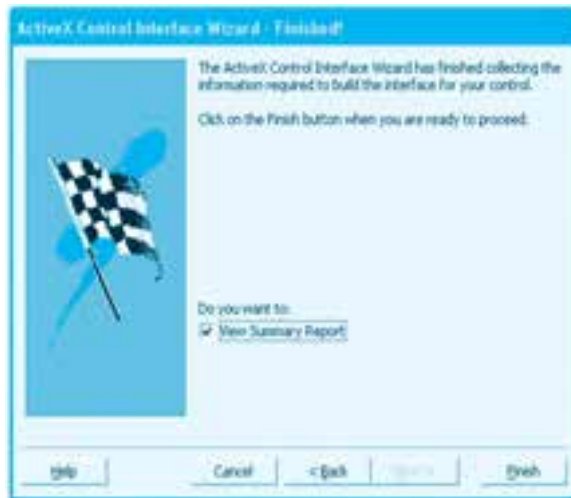 ActiveX Control Interface Wizard - Finished!
The ActiveX Control Interface Wizard has finished collecting the
information required to build the interface for your control.
Click on the Finish button when you are ready to proceed.
Do you want to:
View Summary Report
Help
Cancel
< Back
Next >
Finish